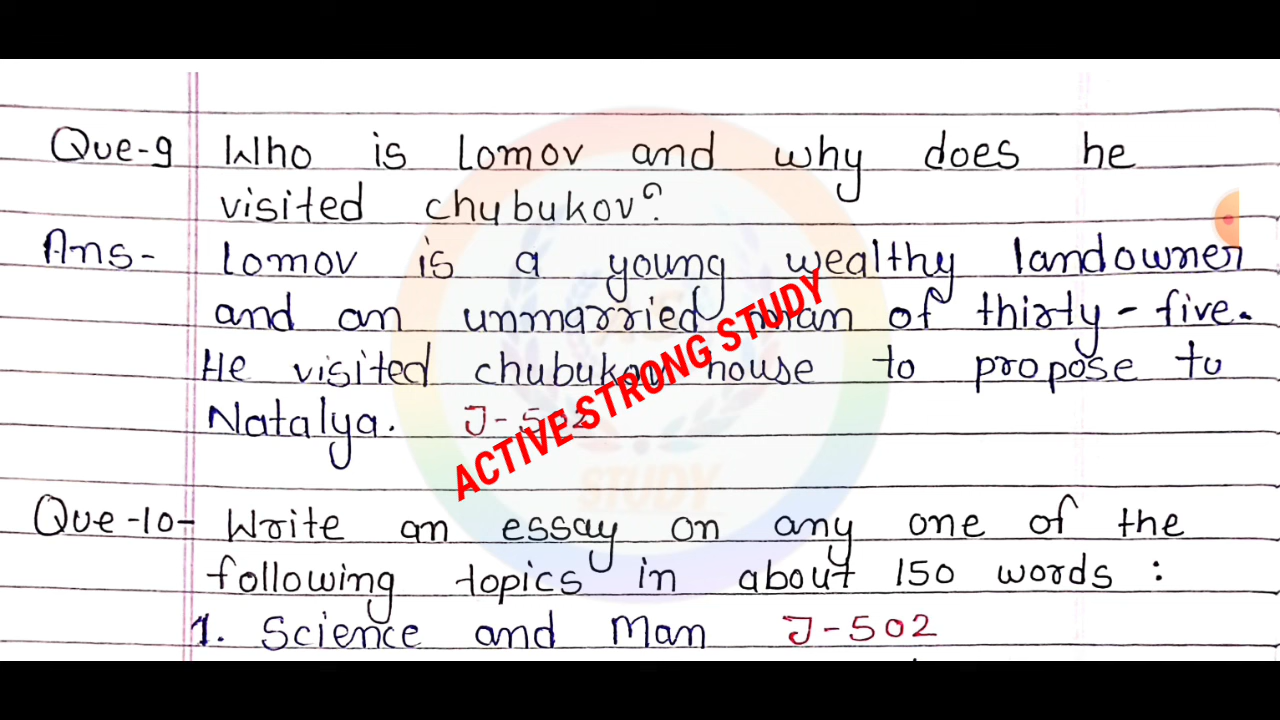 Que-9 Who is Lomov and why does he
visited chubukov?
Ans- Lomov is a young wealthy landowner
and an unmarried man of thirty-five.
He visited chubukov house to propose to
Natalya. J-502
ACTIVE STRONG STUDY
STUDY
Que-10- Write an essay on any one of the
following topics in about 150 words :
1. Science and Man J-502